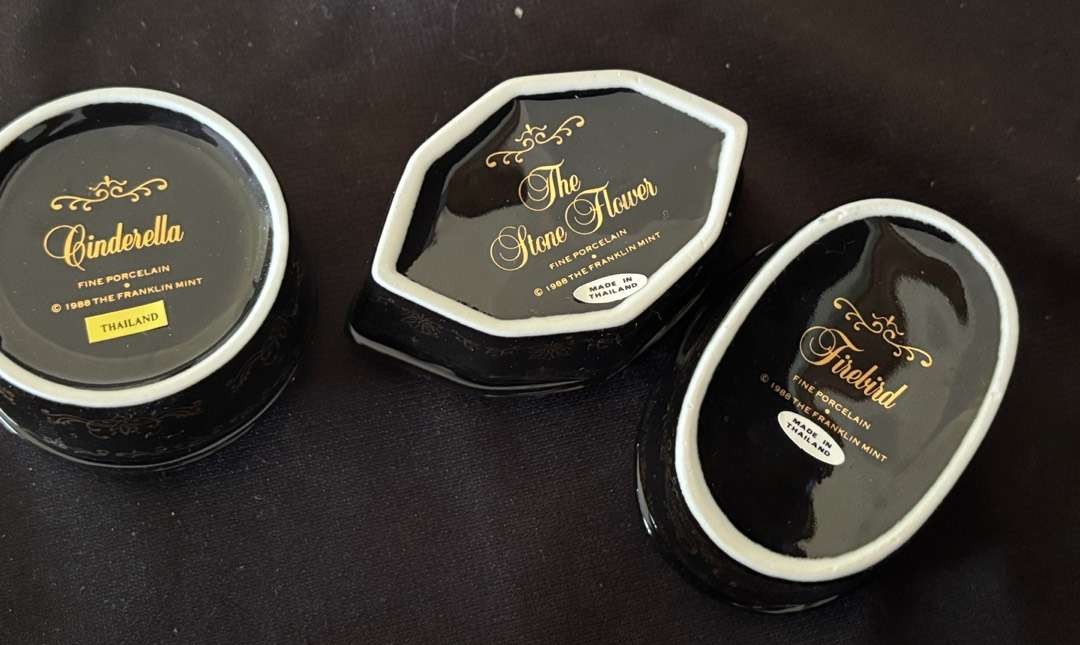 Cinderella
FINE PORCELAIN
© 1988 THE FRANKLIN MINT
THAILAND
The
Stone Flower
FINE PORCELAIN
© 1988 THE FRANKLIN MINT
MADE IN
THAILAND
Firebird
FINE PORCELAIN
© 1988 THE FRANKLIN MINT
MADE IN
THAILAND